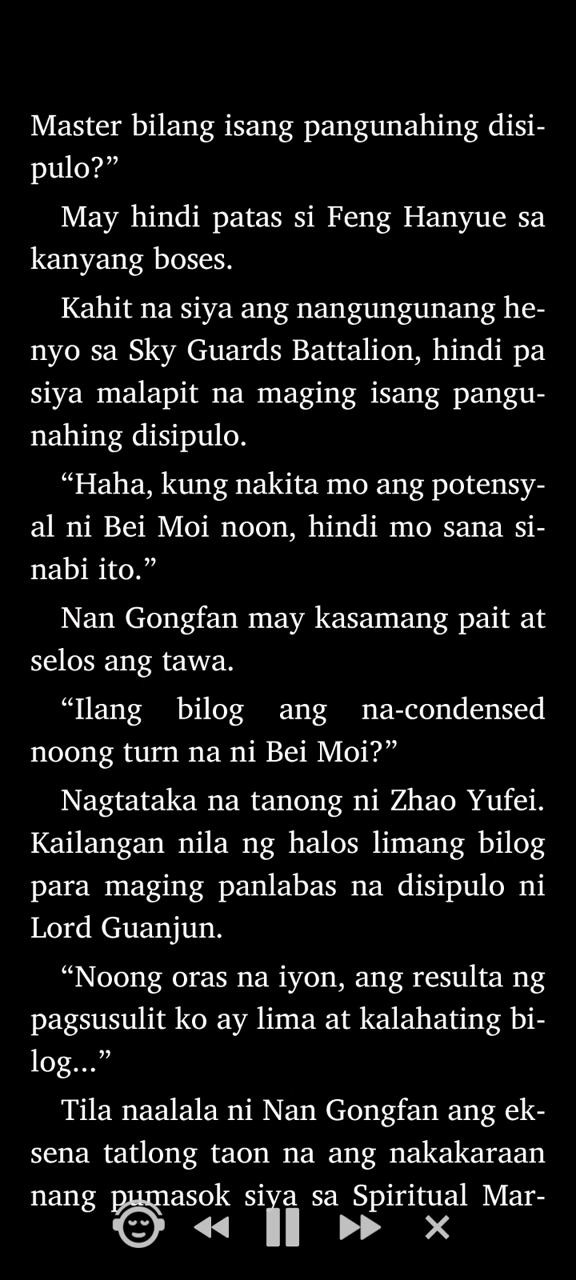 Master bilang isang pangunahing disi-
pulo?”
May hindi patas si Feng Hanyue sa
kanyang boses.
Kahit na siya ang nangungunang he-
nyo sa Sky Guards Battalion, hindi pa
siya malapit na maging isang pangu-
nahing disipulo.
“Haha, kung nakita mo ang potensy-
al ni Bei Moi noon, hindi mo sana si-
nabi ito.”
Nan Gongfan may kasamang pait at
selos ang tawa.
“Ilang bilog ang na-condensed
noong turn na ni Bei Moi?”
Nagtataka na tanong ni Zhao Yufei.
Kailangan nila ng halos limang bilog
para maging panlabas na disipulo ni
Lord Guanjun.
“Noong oras na iyon, ang resulta ng
pagsusulit ko ay lima at kalahating bi-
log...”
Tila naalala ni Nan Gongfan ang ek-
sena tatlong taon na ang nakakaraan
nang pumasok siya sa Spiritual Mar-